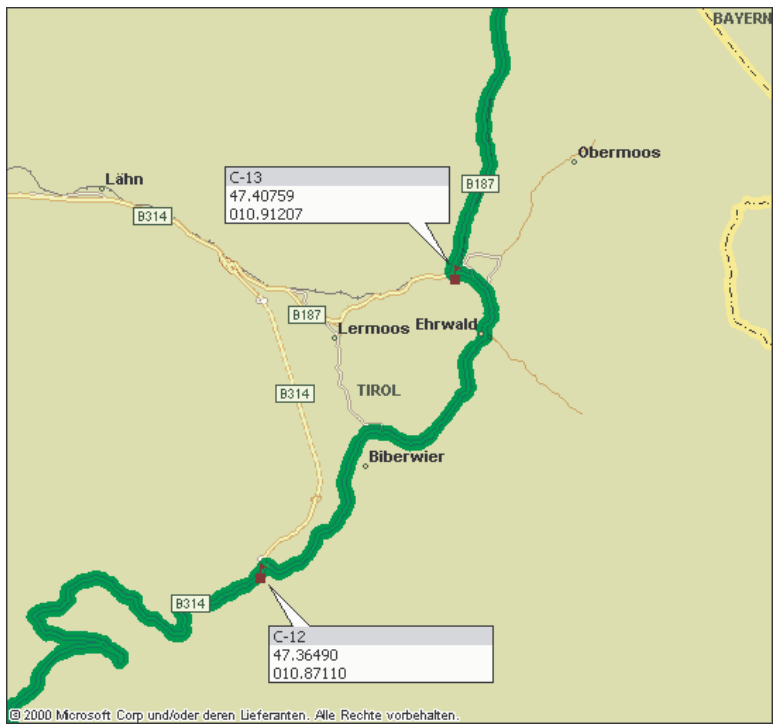 BAYERN
Obermoos
Lähn
C-13
47.40759
010.91207
B187
B314
B187
Lermoos
Ehrwald
TIROL
B314
Biberwier
B314
C-12
47.36490
010.87110
© 2000 Microsoft Corp und/oder deren Lieferanten. Alle Rechte vorbehalten.